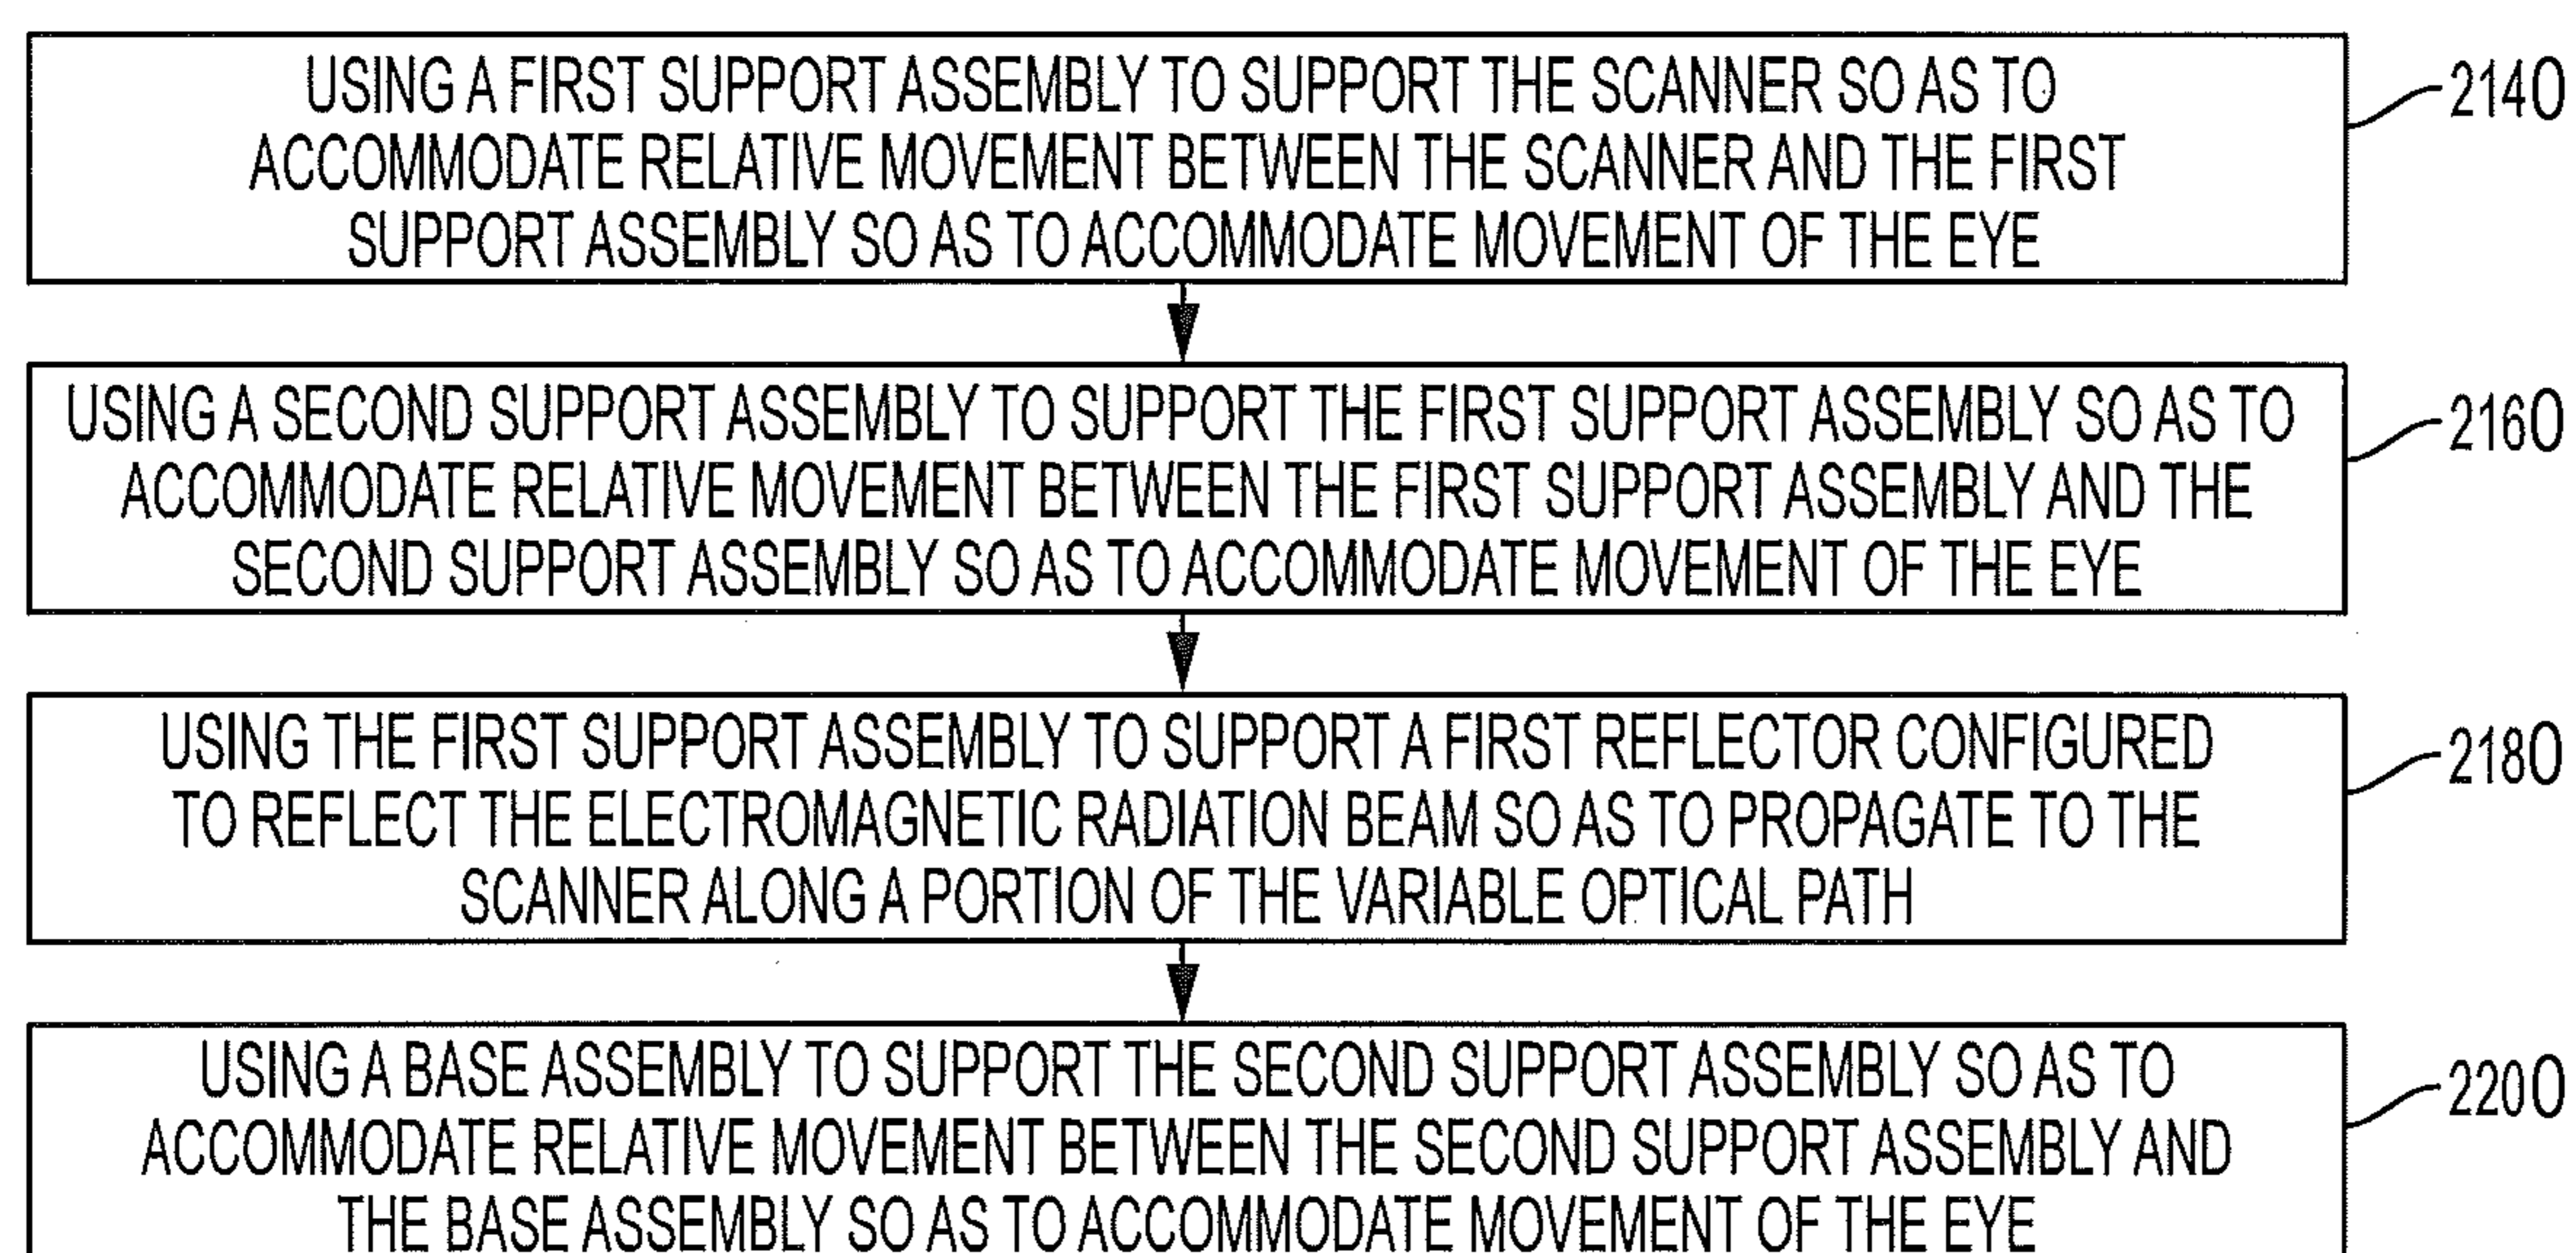 USING A FIRST SUPPORT ASSEMBLY TO SUPPORT THE SCANNER SO AS TO
ACCOMMODATE RELATIVE MOVEMENT BETWEEN THE SCANNER AND THE FIRST
SUPPORT ASSEMBLY SO AS TO ACCOMMODATE MOVEMENT OF THE EYE
2140
USING A SECOND SUPPORT ASSEMBLY TO SUPPORT THE FIRST SUPPORT ASSEMBLY SO AS TO
ACCOMMODATE RELATIVE MOVEMENT BETWEEN THE FIRST SUPPORT ASSEMBLY AND THE
SECOND SUPPORT ASSEMBLY SO AS TO ACCOMMODATE MOVEMENT OF THE EYE
2160
USING THE FIRST SUPPORT ASSEMBLY TO SUPPORT A FIRST REFLECTOR CONFIGURED
TO REFLECT THE ELECTROMAGNETIC RADIATION BEAM SO AS TO PROPAGATE TO THE
SCANNER ALONG A PORTION OF THE VARIABLE OPTICAL PATH
2180
USING A BASE ASSEMBLY TO SUPPORT THE SECOND SUPPORT ASSEMBLY SO AS TO
ACCOMMODATE RELATIVE MOVEMENT BETWEEN THE SECOND SUPPORT ASSEMBLY AND
THE BASE ASSEMBLY SO AS TO ACCOMMODATE MOVEMENT OF THE EYE
2200